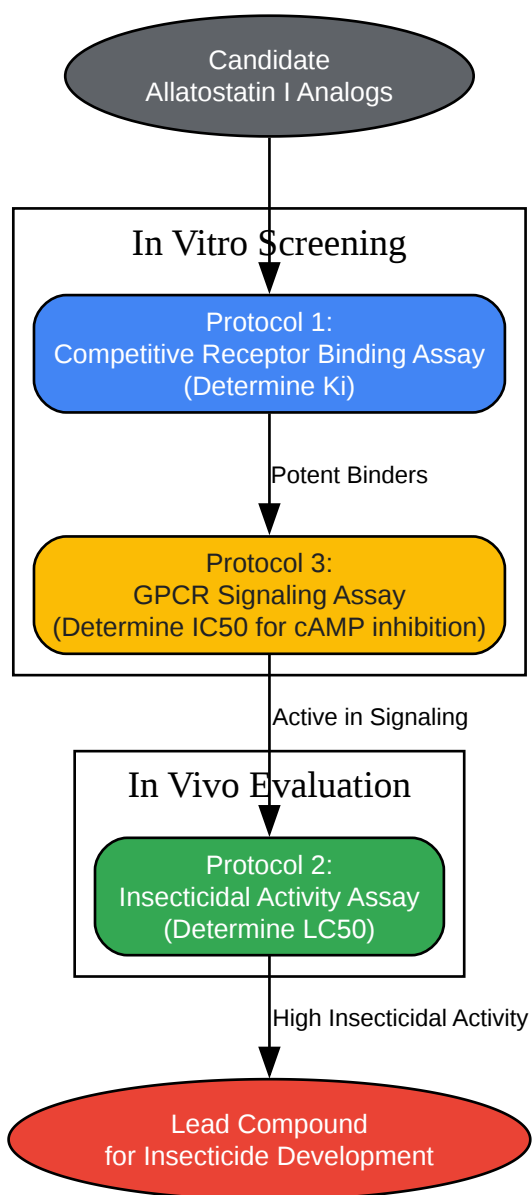 Candidate
Allatostatin I Analogs
In Vitro Screening
Protocol 1:
Competitive Receptor Binding Assay
(Determine Ki)
Potent Binders
Protocol 3:
GPCR Signaling Assay
(Determine IC50 for cAMP inhibition)
Active in Signaling
In Vivo Evaluation
Protocol 2:
Insecticidal Activity Assay
(Determine LC50)
High Insecticidal Activity
Lead Compound
for Insecticide Development